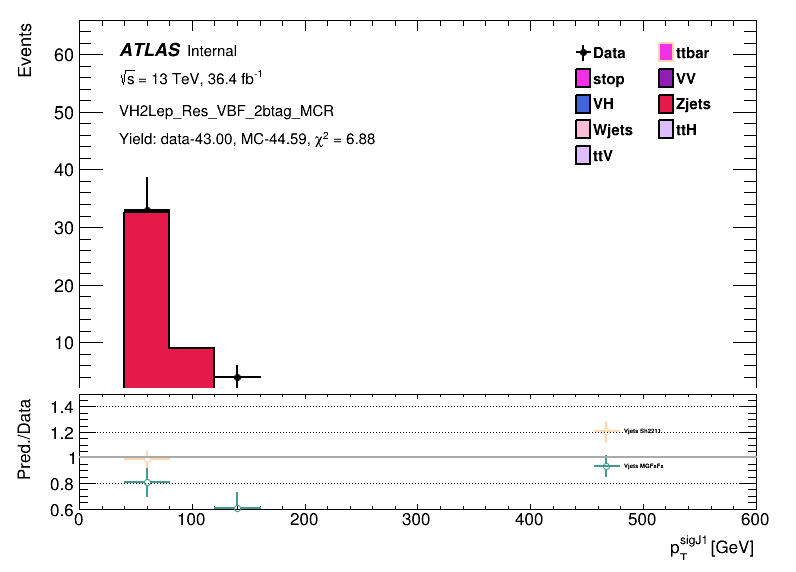 Events
ATLAS Internal
√s = 13 TeV, 36.4 fb⁻¹
VH2Lep_Res_VBF_2btag_MCR
Yield: data-43.00, MC-44.59, χ² = 6.88
Data ttbar
stop VV
VH Zjets
Wjets ttH
ttV
60
50
40
30
20
10
Pred./Data
1.4
1.2
1
0.8
0.6
Vjets Sh2211
Vjets MGFxFx
0 100 200 300 400 500 600
p_T^sigJ1 [GeV]